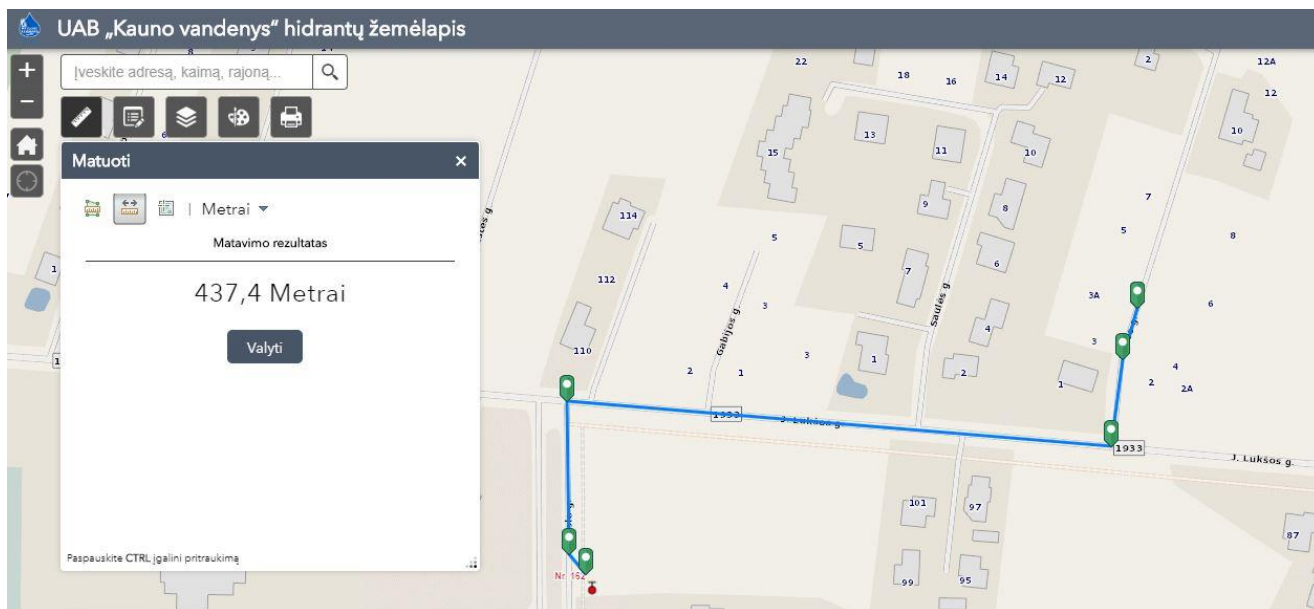 UAB „Kauno vandenys“ hidrantų žemėlapis
Įveskite adresą, kaimą, rajoną...
Matuoti
Metrai
Matavimo rezultatas
437,4 Metrai
Valyti
Paspauskite CTRL įgalini pritraukimą
22
18
16
14
12
2
12A
12
10
13
11
10
15
9
8
7
114
5
5
5
8
6
112
7
4
3
3A
6
Gabijos g.
Saulės g.
4
110
3
1
3
4
2
1
2
1
2
2A
1933
J. Lukšos g.
1933
J. Lukšos g.
101
97
87
99
95
Nr. 162